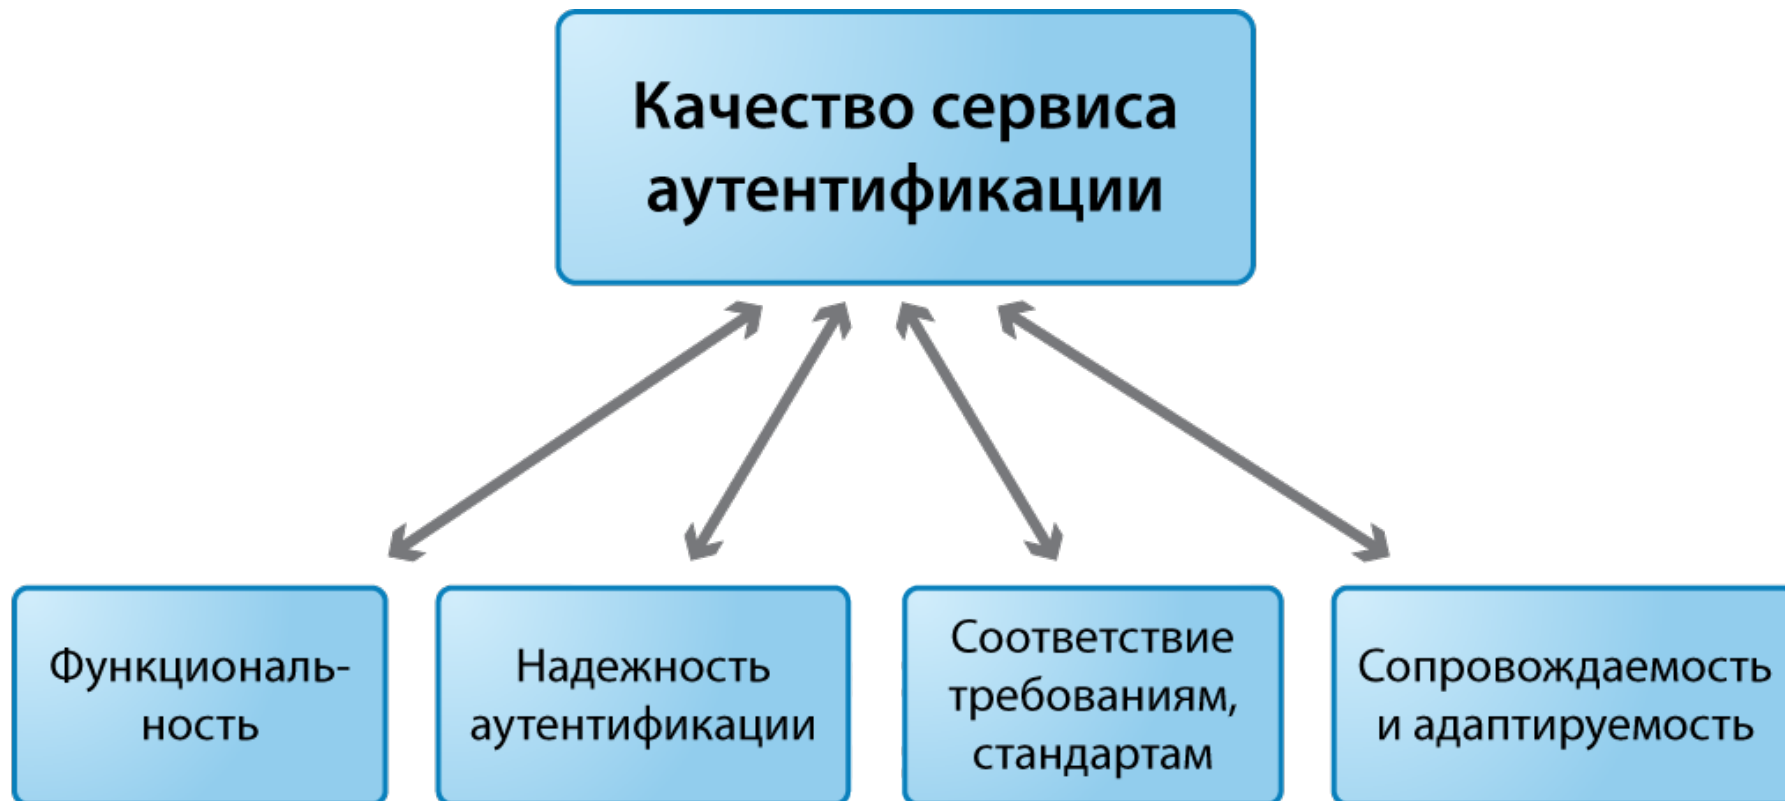 Качество сервиса
аутентификации
Функциональ-
ность
Надежность
аутентификации
Соответствие
требованиям,
стандартам
Сопровождаемость
и адаптируемость